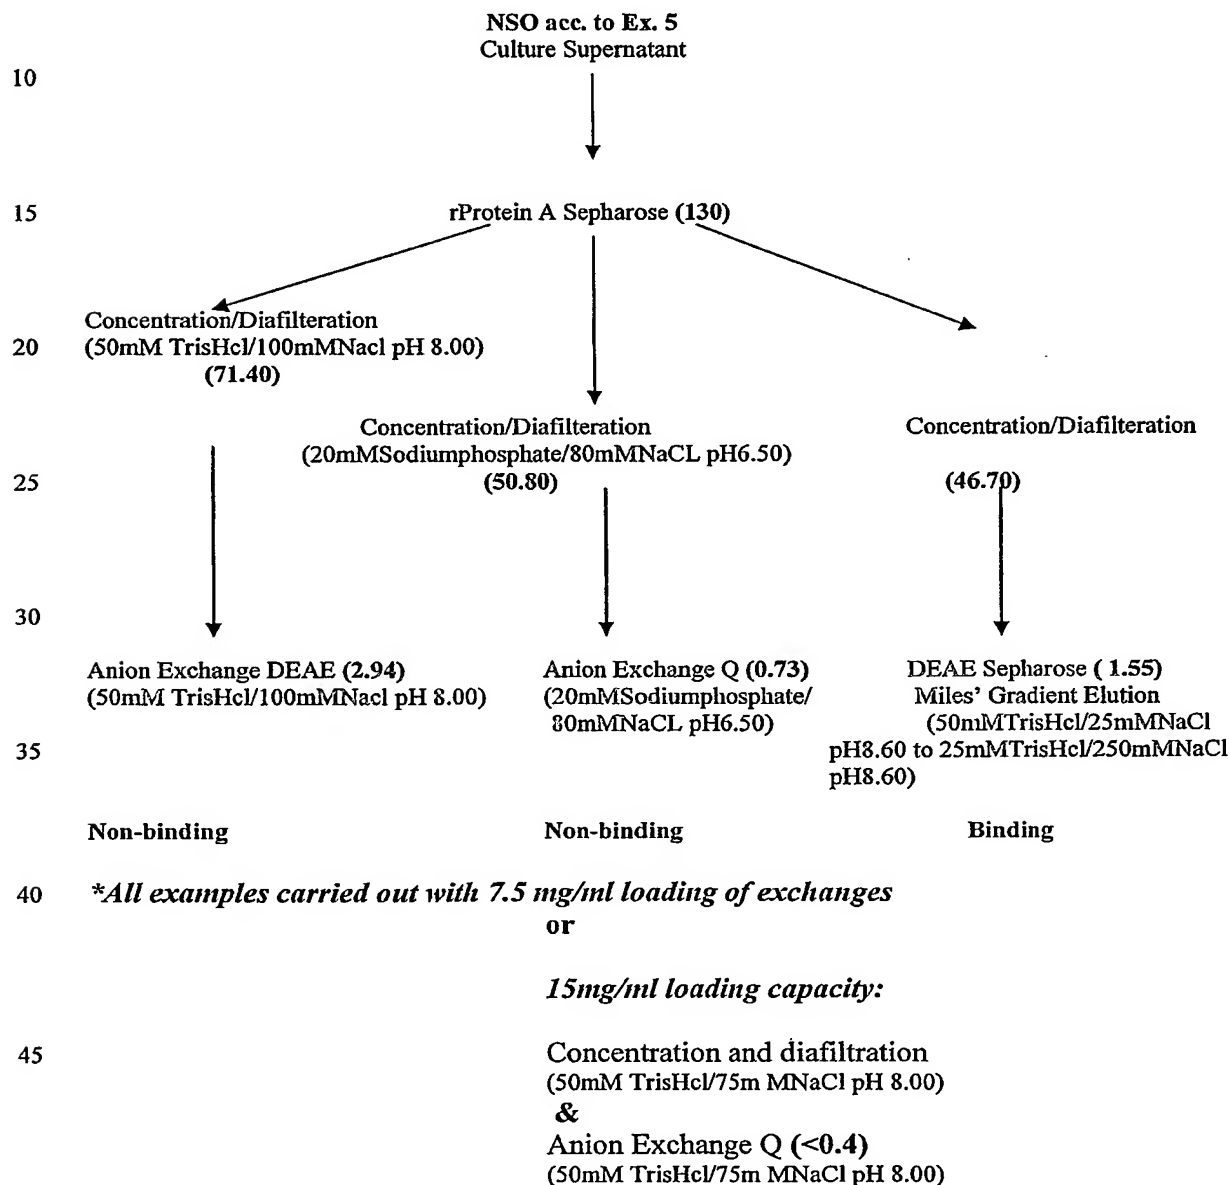 NSO acc. to Ex. 5
Culture Supernatant
10
15
rProtein A Sepharose (130)
Concentration/Diafilteration
20
(50mM TrisHcl/100mMNacl pH 8.00)
(71.40)
Concentration/Diafilteration
(20mMSodiumphosphate/80mMNaCL pH6.50)
(50.80)
Concentration/Diafilteration
25
(46.70)
30
Anion Exchange DEAE (2.94)
(50mM TrisHcl/100mMNacl pH 8.00)
Anion Exchange Q (0.73)
(20mMSodiumphosphate/
80mMNaCL pH6.50)
DEAE Sepharose ( 1.55)
Miles' Gradient Elution
(50mMTrisHcl/25mMNaCl
35
pH8.60 to 25mMTrisHcl/250mMNaCl
pH8.60)
Non-binding
Non-binding
Binding
40
*All examples carried out with 7.5 mg/ml loading of exchanges
or
15mg/ml loading capacity:
45
Concentration and diafiltration
(50mM TrisHcl/75m MNaCl pH 8.00)
&
Anion Exchange Q (<0.4)
(50mM TrisHcl/75m MNaCl pH 8.00)